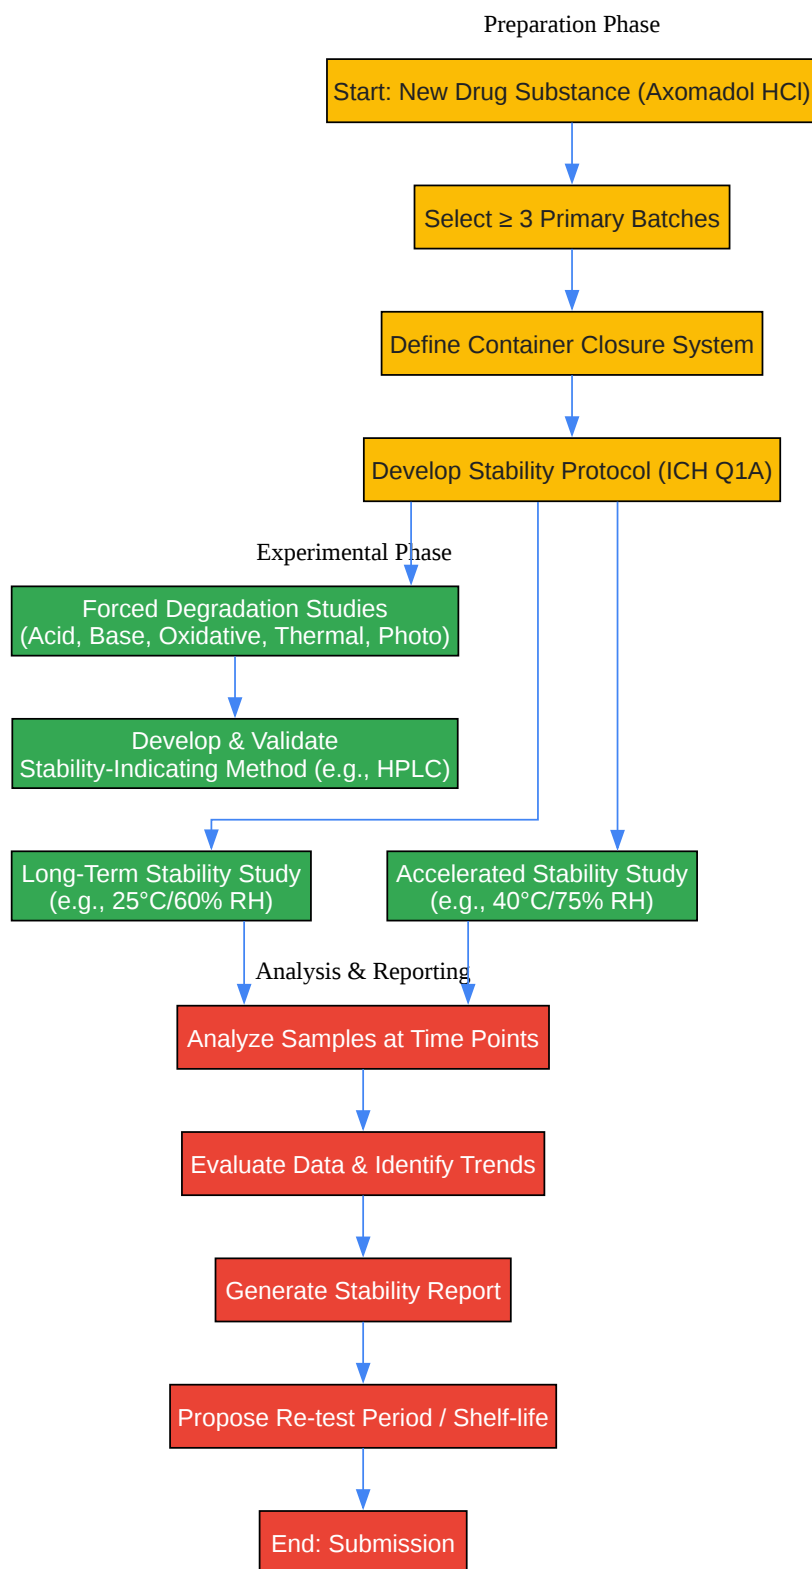 Preparation Phase
Start: New Drug Substance (Axomadol HCl)
Select ≥ 3 Primary Batches
Define Container Closure System
Develop Stability Protocol (ICH Q1A)
Experimental Phase
Forced Degradation Studies
(Acid, Base, Oxidative, Thermal, Photo)
Develop & Validate
Stability-Indicating Method (e.g., HPLC)
Long-Term Stability Study
(e.g., 25°C/60% RH)
Accelerated Stability Study
(e.g., 40°C/75% RH)
Analysis & Reporting
Analyze Samples at Time Points
Evaluate Data & Identify Trends
Generate Stability Report
Propose Re-test Period / Shelf-life
End: Submission